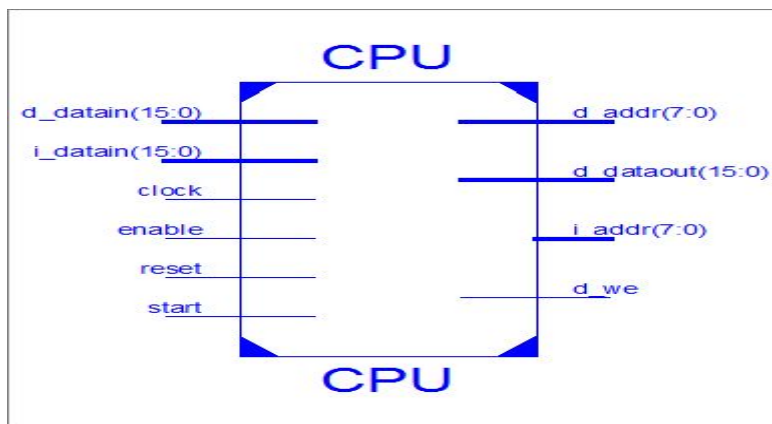 CPU
d_datain(15:0)
i_datain(15:0)
clock
enable
reset
start
d_addr(7:0)
d_dataout(15:0)
i_addr(7:0)
d_we
CPU